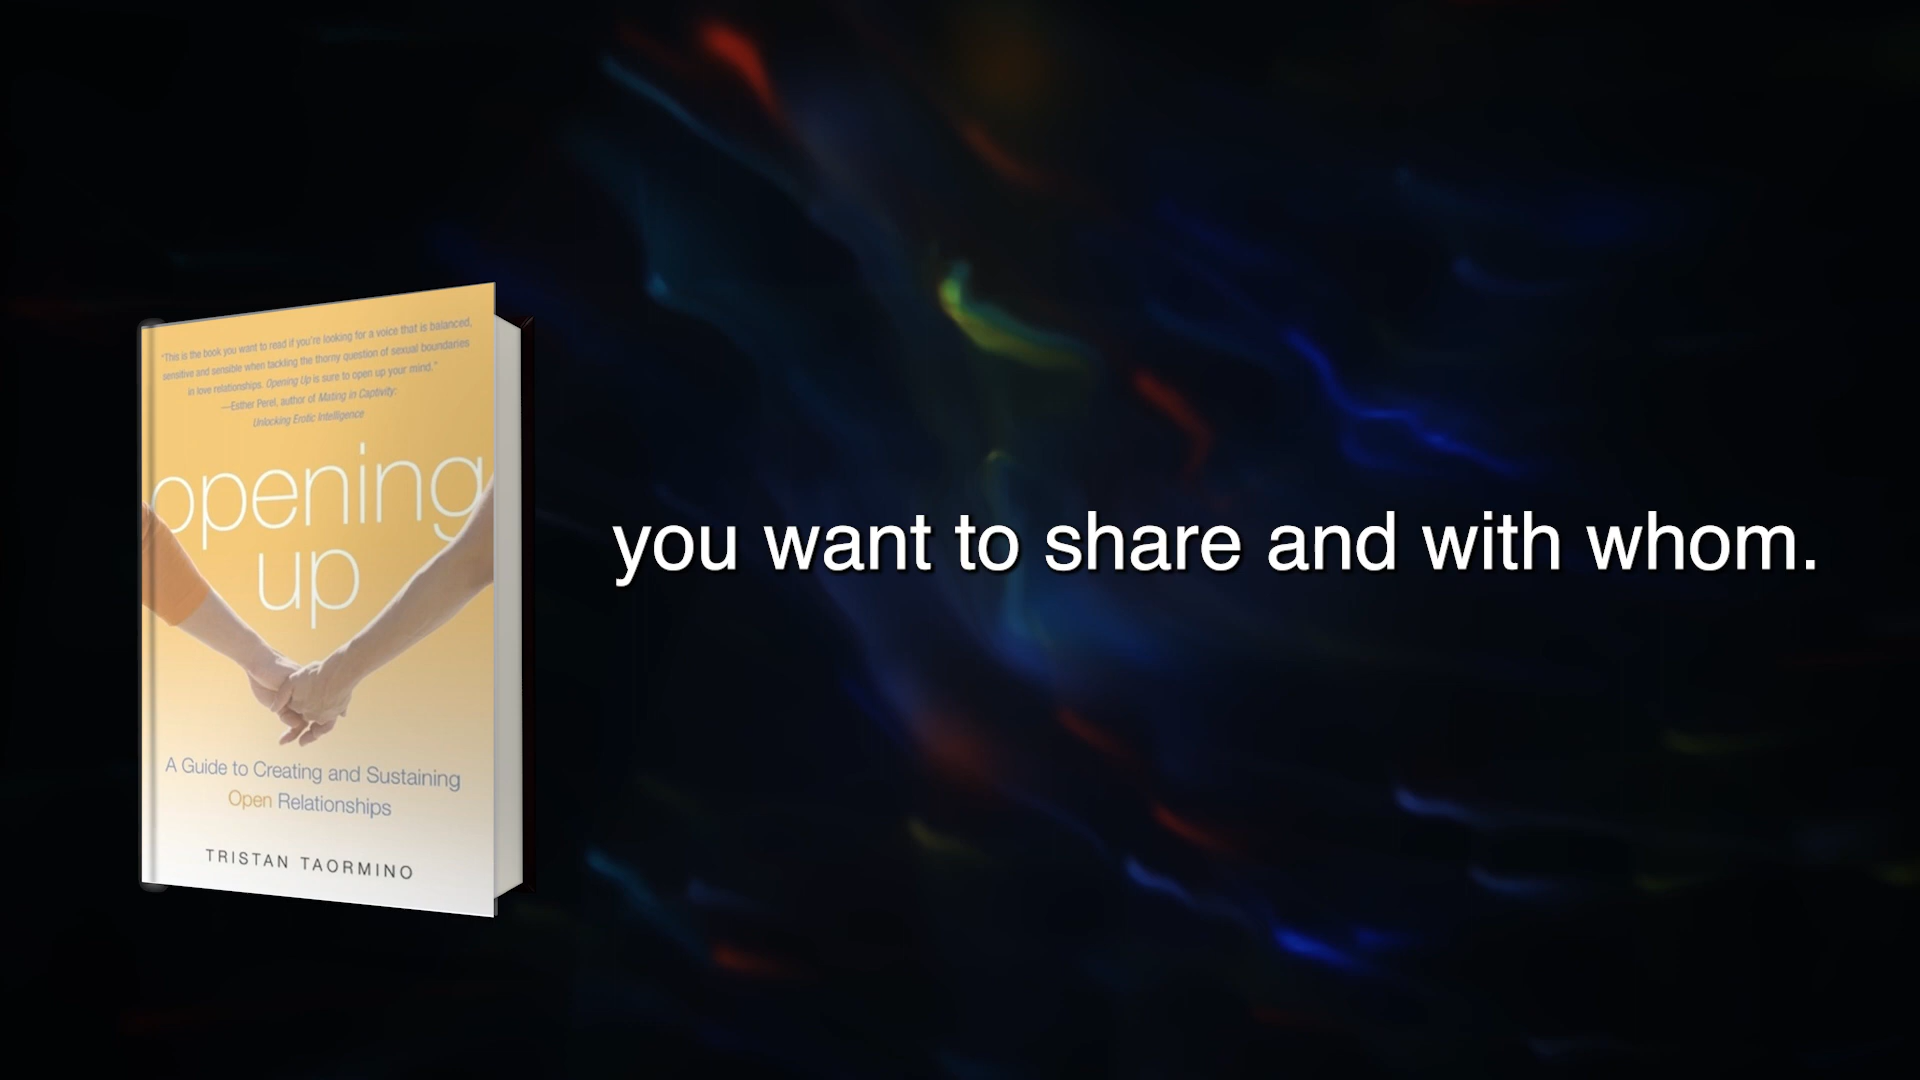 "This is the book you want to read if you're looking for a voice that is balanced,
sensitive and sensible when tackling the thorny question of sexual boundaries
in love relationships. Opening Up is sure to open up your mind."
—Esther Perel, author of Mating in Captivity:
Unlocking Erotic Intelligence
opening
up
A Guide to Creating and Sustaining
Open Relationships
TRISTAN TAORMINO
you want to share and with whom.